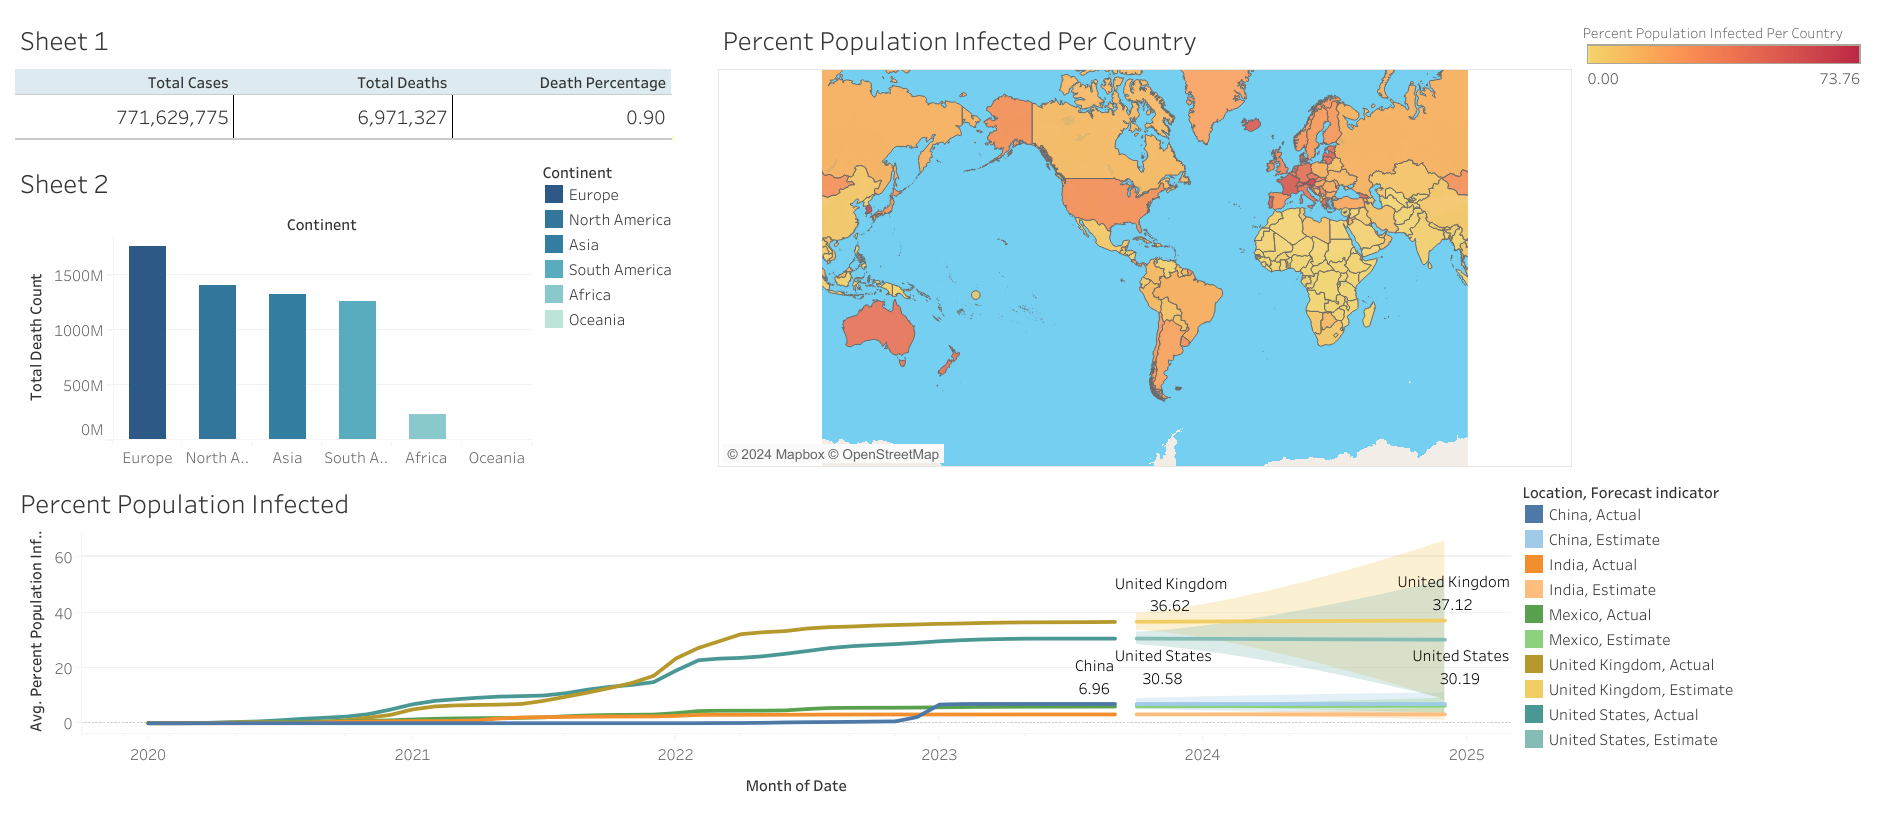 Sheet 1
Total Cases Total Deaths Death Percentage
771,629,775 6,971,327 0.90
Sheet 2
Continent
Total Death Count
1500M
1000M
500M
0M
Europe North A.. Asia South A.. Africa Oceania
Continent
Europe
North America
Asia
South America
Africa
Oceania
Percent Population Infected Per Country
© 2024 Mapbox © OpenStreetMap
Percent Population Infected Per Country
0.00 73.76
Percent Population Infected
Avg. Percent Population Inf..
60
40
20
0
United Kingdom
36.62
United Kingdom
37.12
China
6.96
United States
30.58
United States
30.19
2020 2021 2022 2023 2024 2025
Month of Date
Location, Forecast indicator
China, Actual
China, Estimate
India, Actual
India, Estimate
Mexico, Actual
Mexico, Estimate
United Kingdom, Actual
United Kingdom, Estimate
United States, Actual
United States, Estimate